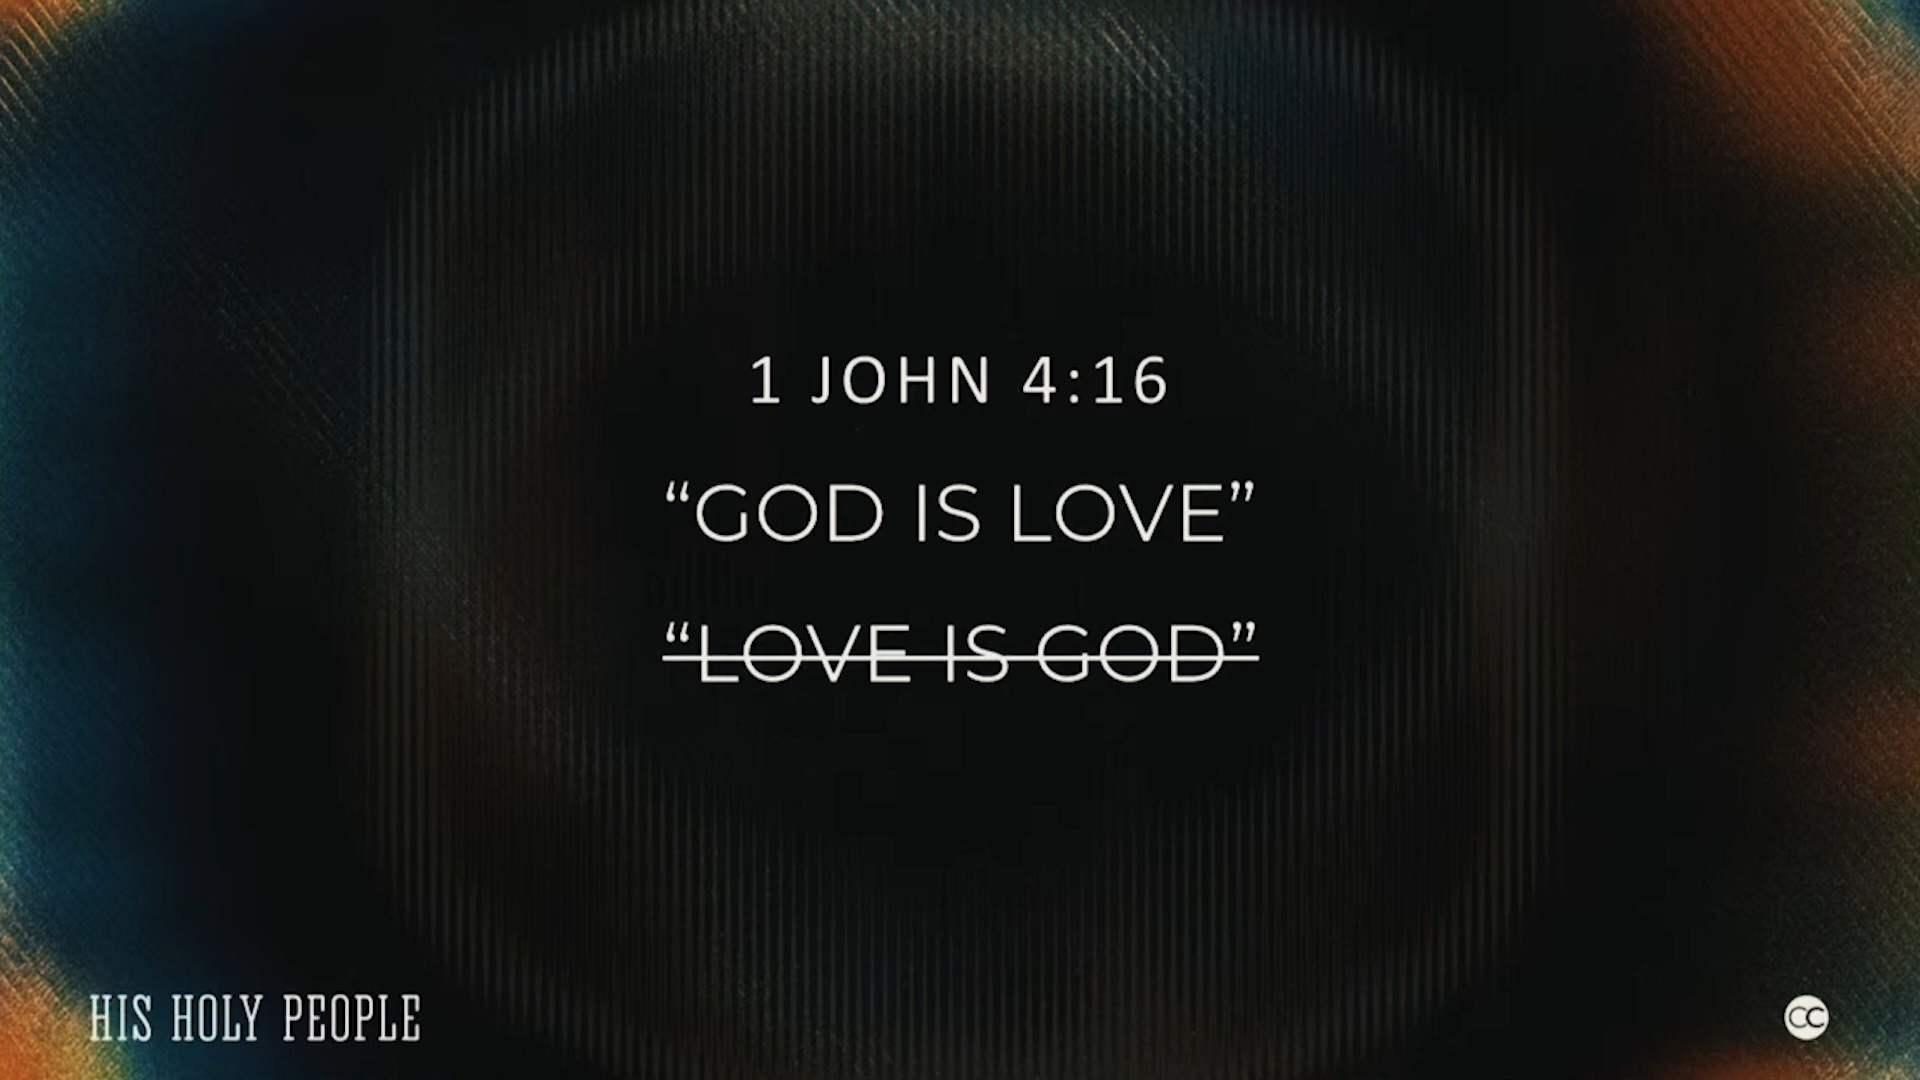 1 JOHN 4:16
“GOD IS LOVE”
“LOVE IS GOD”
HIS HOLY PEOPLE
CC